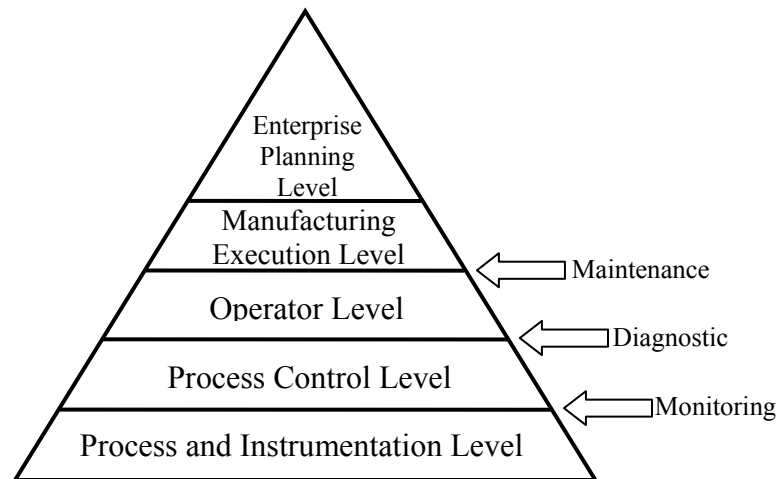 Enterprise
Planning
Level
Manufacturing
Execution Level
Maintenance
Operator Level
Diagnostic
Process Control Level
Monitoring
Process and Instrumentation Level